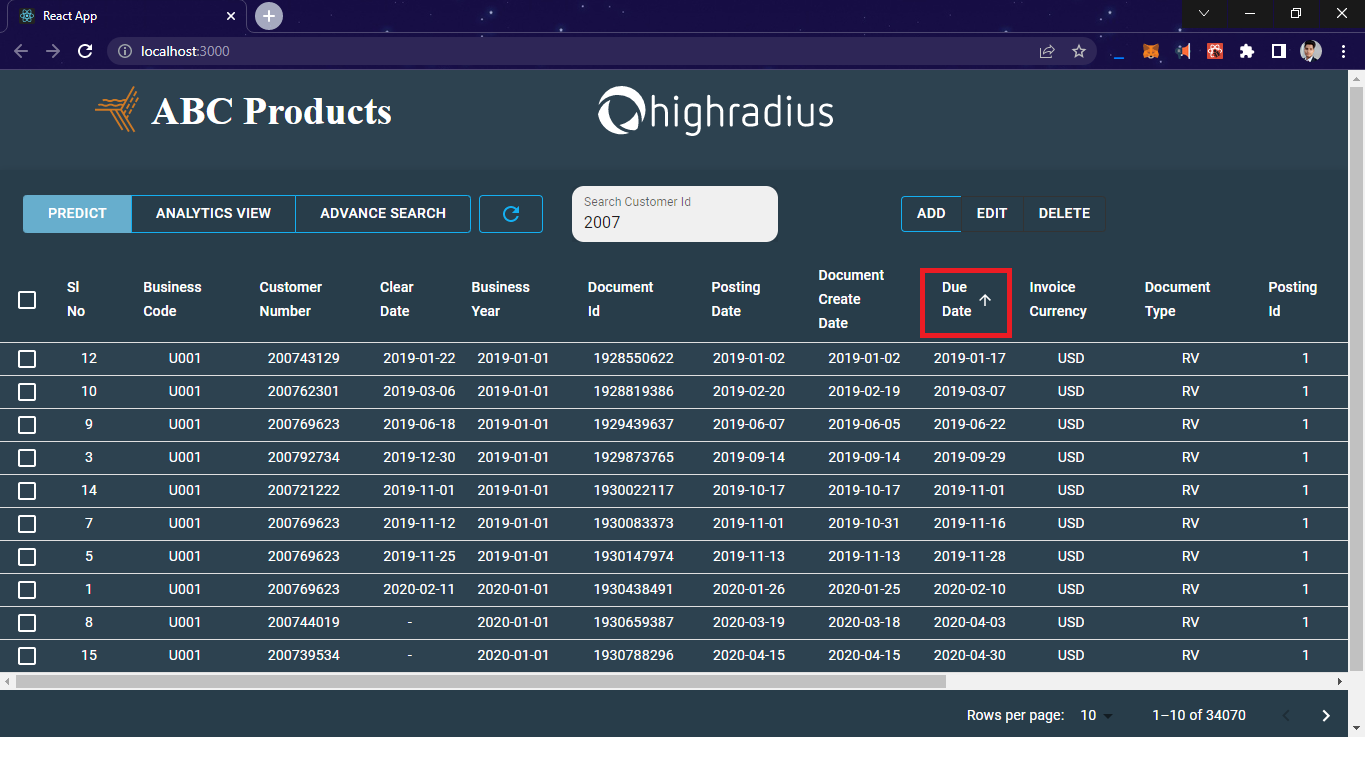 React App
localhost:3000
ABC Products
highradius
PREDICT ANALYTICS VIEW ADVANCE SEARCH
Search Customer Id
2007
ADD EDIT DELETE
Sl No Business Code Customer Number Clear Date Business Year Document Id Posting Date Document Create Date Due Date Invoice Currency Document Type Posting Id
12 U001 200743129 2019-01-22 2019-01-01 1928550622 2019-01-02 2019-01-02 2019-01-17 USD RV 1
10 U001 200762301 2019-03-06 2019-01-01 1928819386 2019-02-20 2019-02-19 2019-03-07 USD RV 1
9 U001 200769623 2019-06-18 2019-01-01 1929439637 2019-06-07 2019-06-05 2019-06-22 USD RV 1
3 U001 200792734 2019-12-30 2019-01-01 1929873765 2019-09-14 2019-09-14 2019-09-29 USD RV 1
14 U001 200721222 2019-11-01 2019-01-01 1930022117 2019-10-17 2019-10-17 2019-11-01 USD RV 1
7 U001 200769623 2019-11-12 2019-01-01 1930083373 2019-11-01 2019-10-31 2019-11-16 USD RV 1
5 U001 200769623 2019-11-25 2019-01-01 1930147974 2019-11-13 2019-11-13 2019-11-28 USD RV 1
1 U001 200769623 2020-02-11 2020-01-01 1930438491 2020-01-26 2020-01-25 2020-02-10 USD RV 1
8 U001 200744019 - 2020-01-01 1930659387 2020-03-19 2020-03-18 2020-04-03 USD RV 1
15 U001 200739534 - 2020-01-01 1930788296 2020-04-15 2020-04-15 2020-04-30 USD RV 1
Rows per page: 10 1–10 of 34070